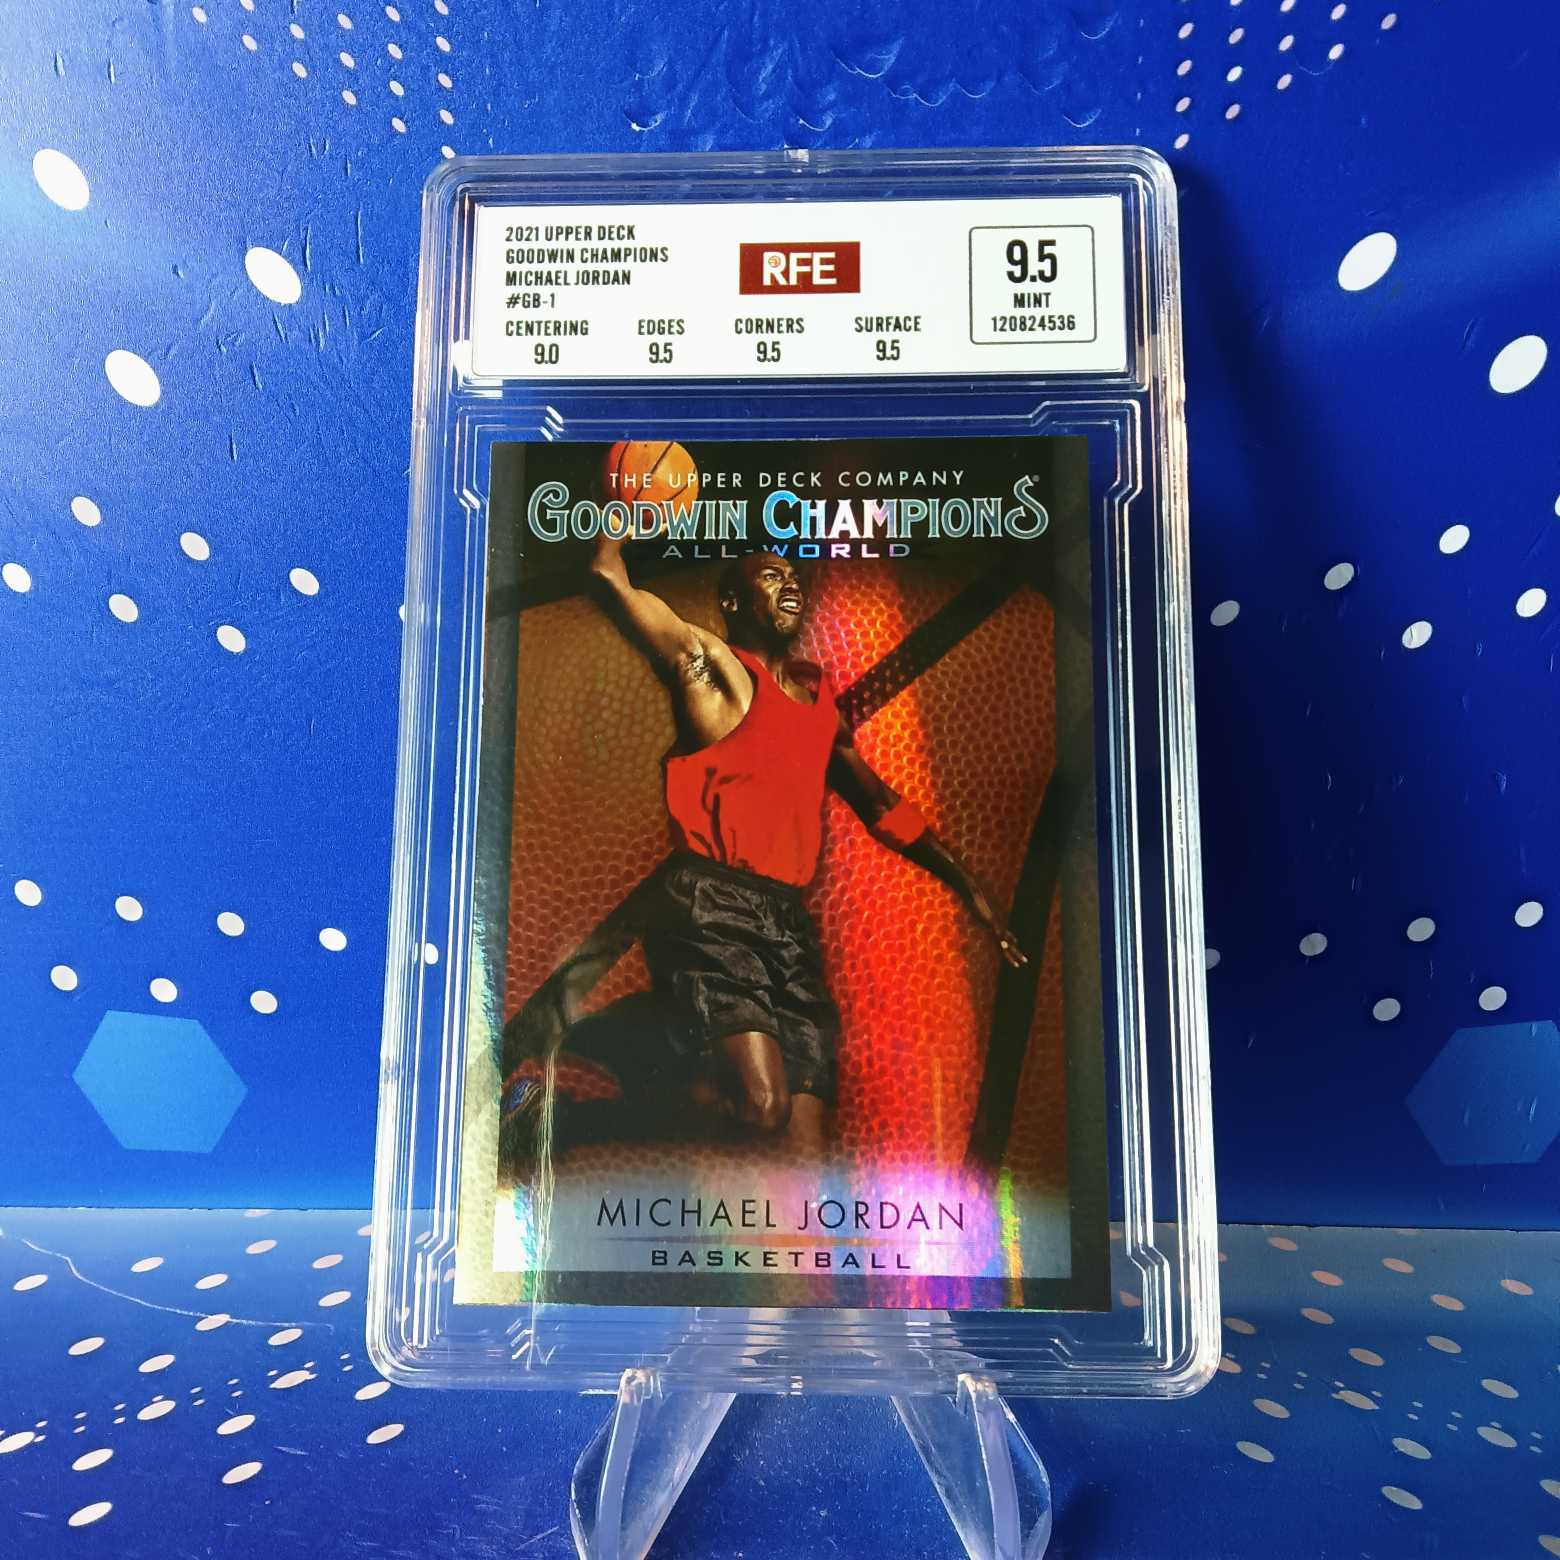 2021 UPPER DECK
GOODWIN CHAMPIONS
MICHAEL JORDAN
#GB-1
RFE
9.5
MINT
120824536
CENTERING EDGES CORNERS SURFACE
9.0 9.5 9.5 9.5
THE UPPER DECK COMPANY
GOODWIN CHAMPIONS®
ALL-WORLD
MICHAEL JORDAN
BASKETBALL